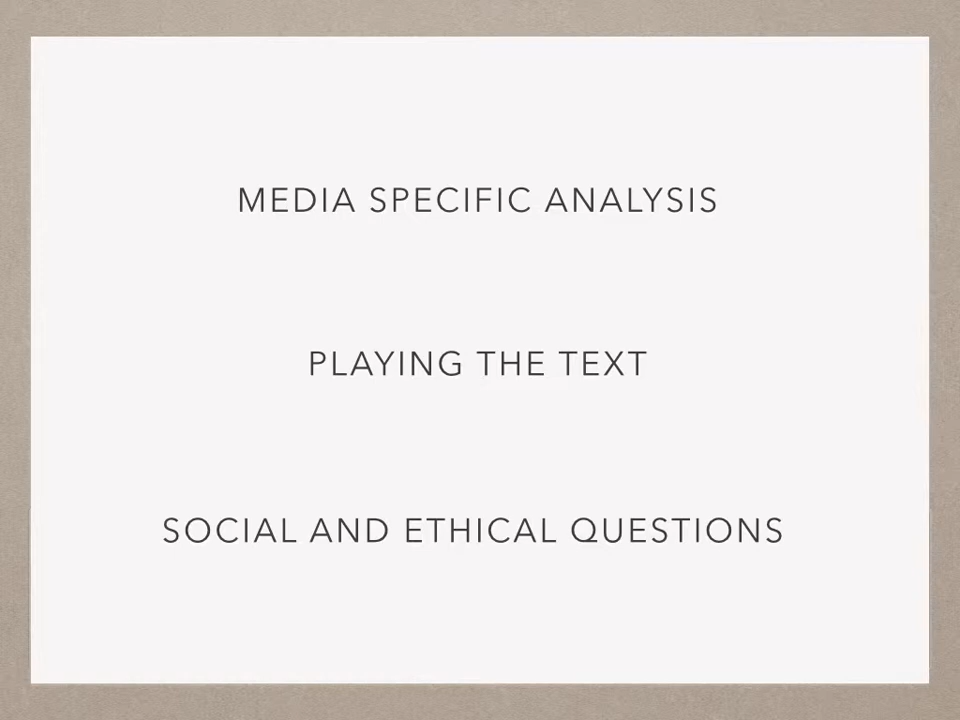 MEDIA SPECIFIC ANALYSIS
PLAYING THE TEXT
SOCIAL AND ETHICAL QUESTIONS